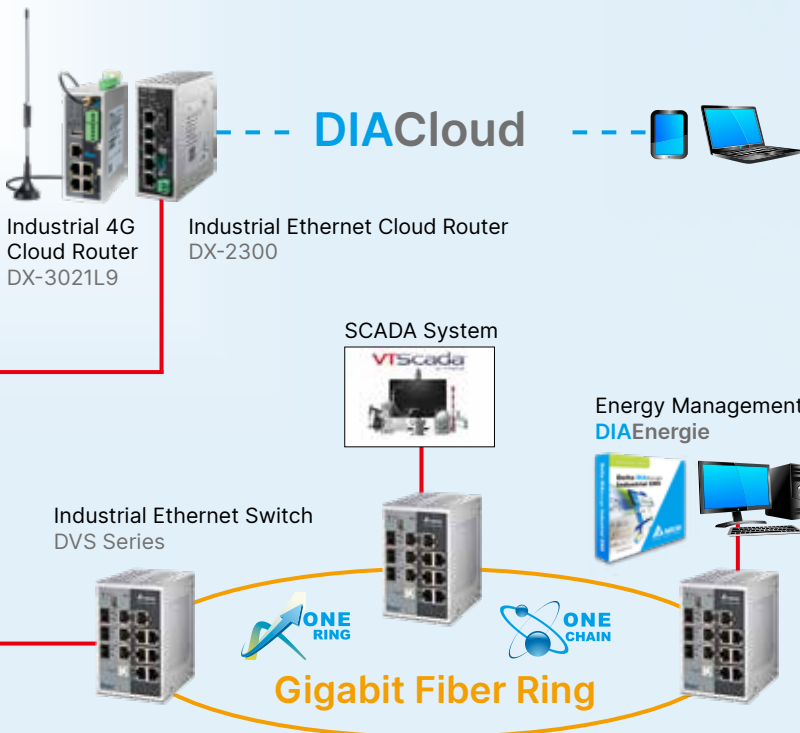 DIACloud
Industrial 4G
Cloud Router
DX-3021L9
Industrial Ethernet Cloud Router
DX-2300
SCADA System
VTScada
Energy Management
DIAEnergie
Industrial Ethernet Switch
DVS Series
ONE
RING
ONE
CHAIN
Gigabit Fiber Ring